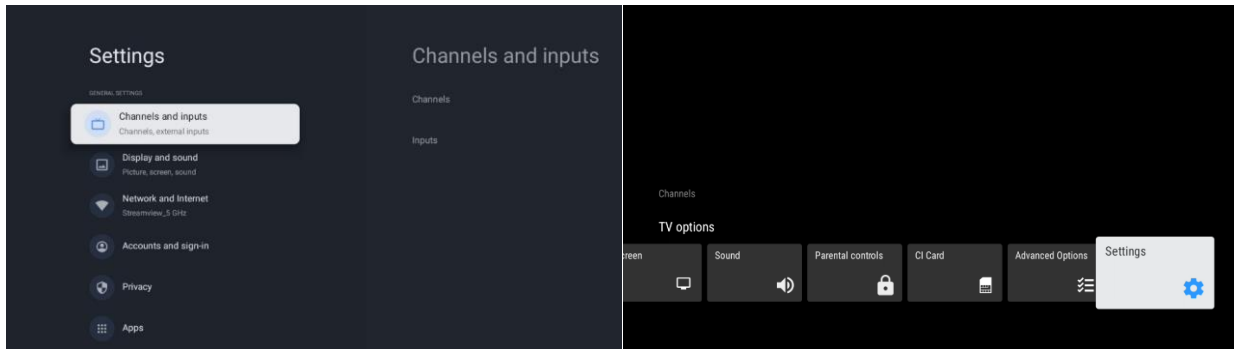 Settings
GENERAL SETTINGS
Channels and inputs
Channels, external inputs
Display and sound
Picture, screen, sound
Network and Internet
Streamview_5 GHz
Accounts and sign-in
Privacy
Apps
Channels and inputs
Channels
Inputs
Channels
TV options
creen
Sound
Parental controls
CI Card
Advanced Options
Settings